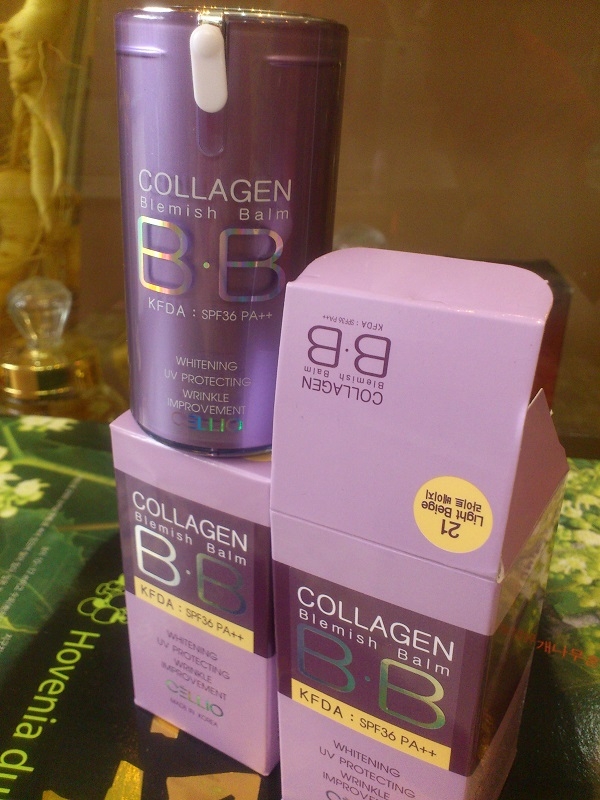 COLLAGEN
Blemish Balm
B·B
KFDA : SPF36 PA++
WHITENING
UV PROTECTING
WRINKLE
IMPROVEMENT
CELLIO
COLLAGEN
Blemish Balm
B·B
KFDA : SPF36 PA++
WHITENING
UV PROTECTING
WRINKLE
IMPROVEMENT
CELLIO
MADE IN KOREA
COLLAGEN
Blemish Balm
B·B
KFDA : SPF36 PA++
21
Light Beige
라이트 베이지
COLLAGEN
Blemish Balm
B·B
KFDA : SPF36 PA++
WHITENING
UV PROTECTING
WRINKLE
IMPROVEMENT
Hovenia